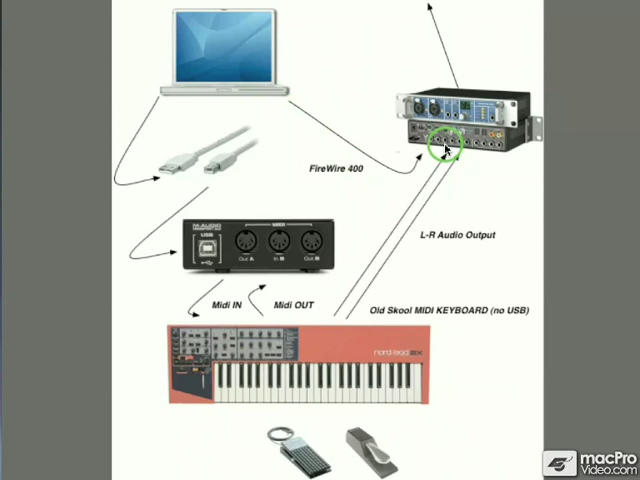 FireWire 400
M-AUDIO
USB
Out A
In B
Out B
L-R Audio Output
Midi IN
Midi OUT
Old Skool MIDI KEYBOARD (no USB)
nord lead 2X
macPro
Video.com